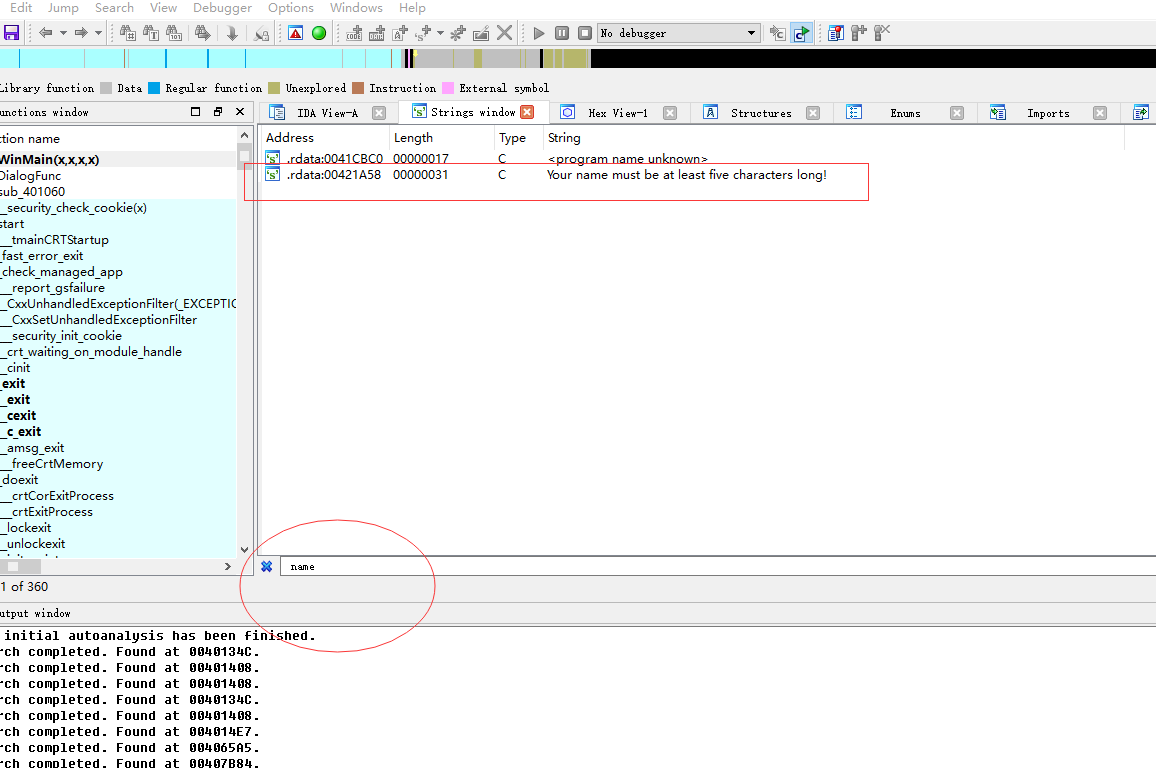 Edit Jump Search View Debugger Options Windows Help
No debugger
Library function Data Regular function Unexplored Instruction External symbol
unctions window
IDA View-A Strings window Hex View-1 Structures Enums Imports
ction name
Address Length Type String
.rdata:0041CBC0 00000017 C <program name unknown>
.rdata:00421A58 00000031 C Your name must be at least five characters long!
WinMain(x,x,x,x)
DialogFunc
sub_401060
__security_check_cookie(x)
start
__tmainCRTStartup
_fast_error_exit
_check_managed_app
__report_gsfailure
_CxxUnhandledExceptionFilter(_EXCEPTIO
__CxxSetUnhandledExceptionFilter
__security_init_cookie
_crt_waiting_on_module_handle
__cinit
_exit
__exit
__cexit
__c_exit
__amsg_exit
__freeCrtMemory
_doexit
__crtCorExitProcess
__crtExitProcess
__lockexit
__unlockexit
name
1 of 360
utput window
initial autoanalysis has been finished.
rch completed. Found at 0040134C.
rch completed. Found at 00401408.
rch completed. Found at 00401408.
rch completed. Found at 0040134C.
rch completed. Found at 00401408.
rch completed. Found at 004014E7.
rch completed. Found at 004065A5.
rch completed. Found at 00407B84.